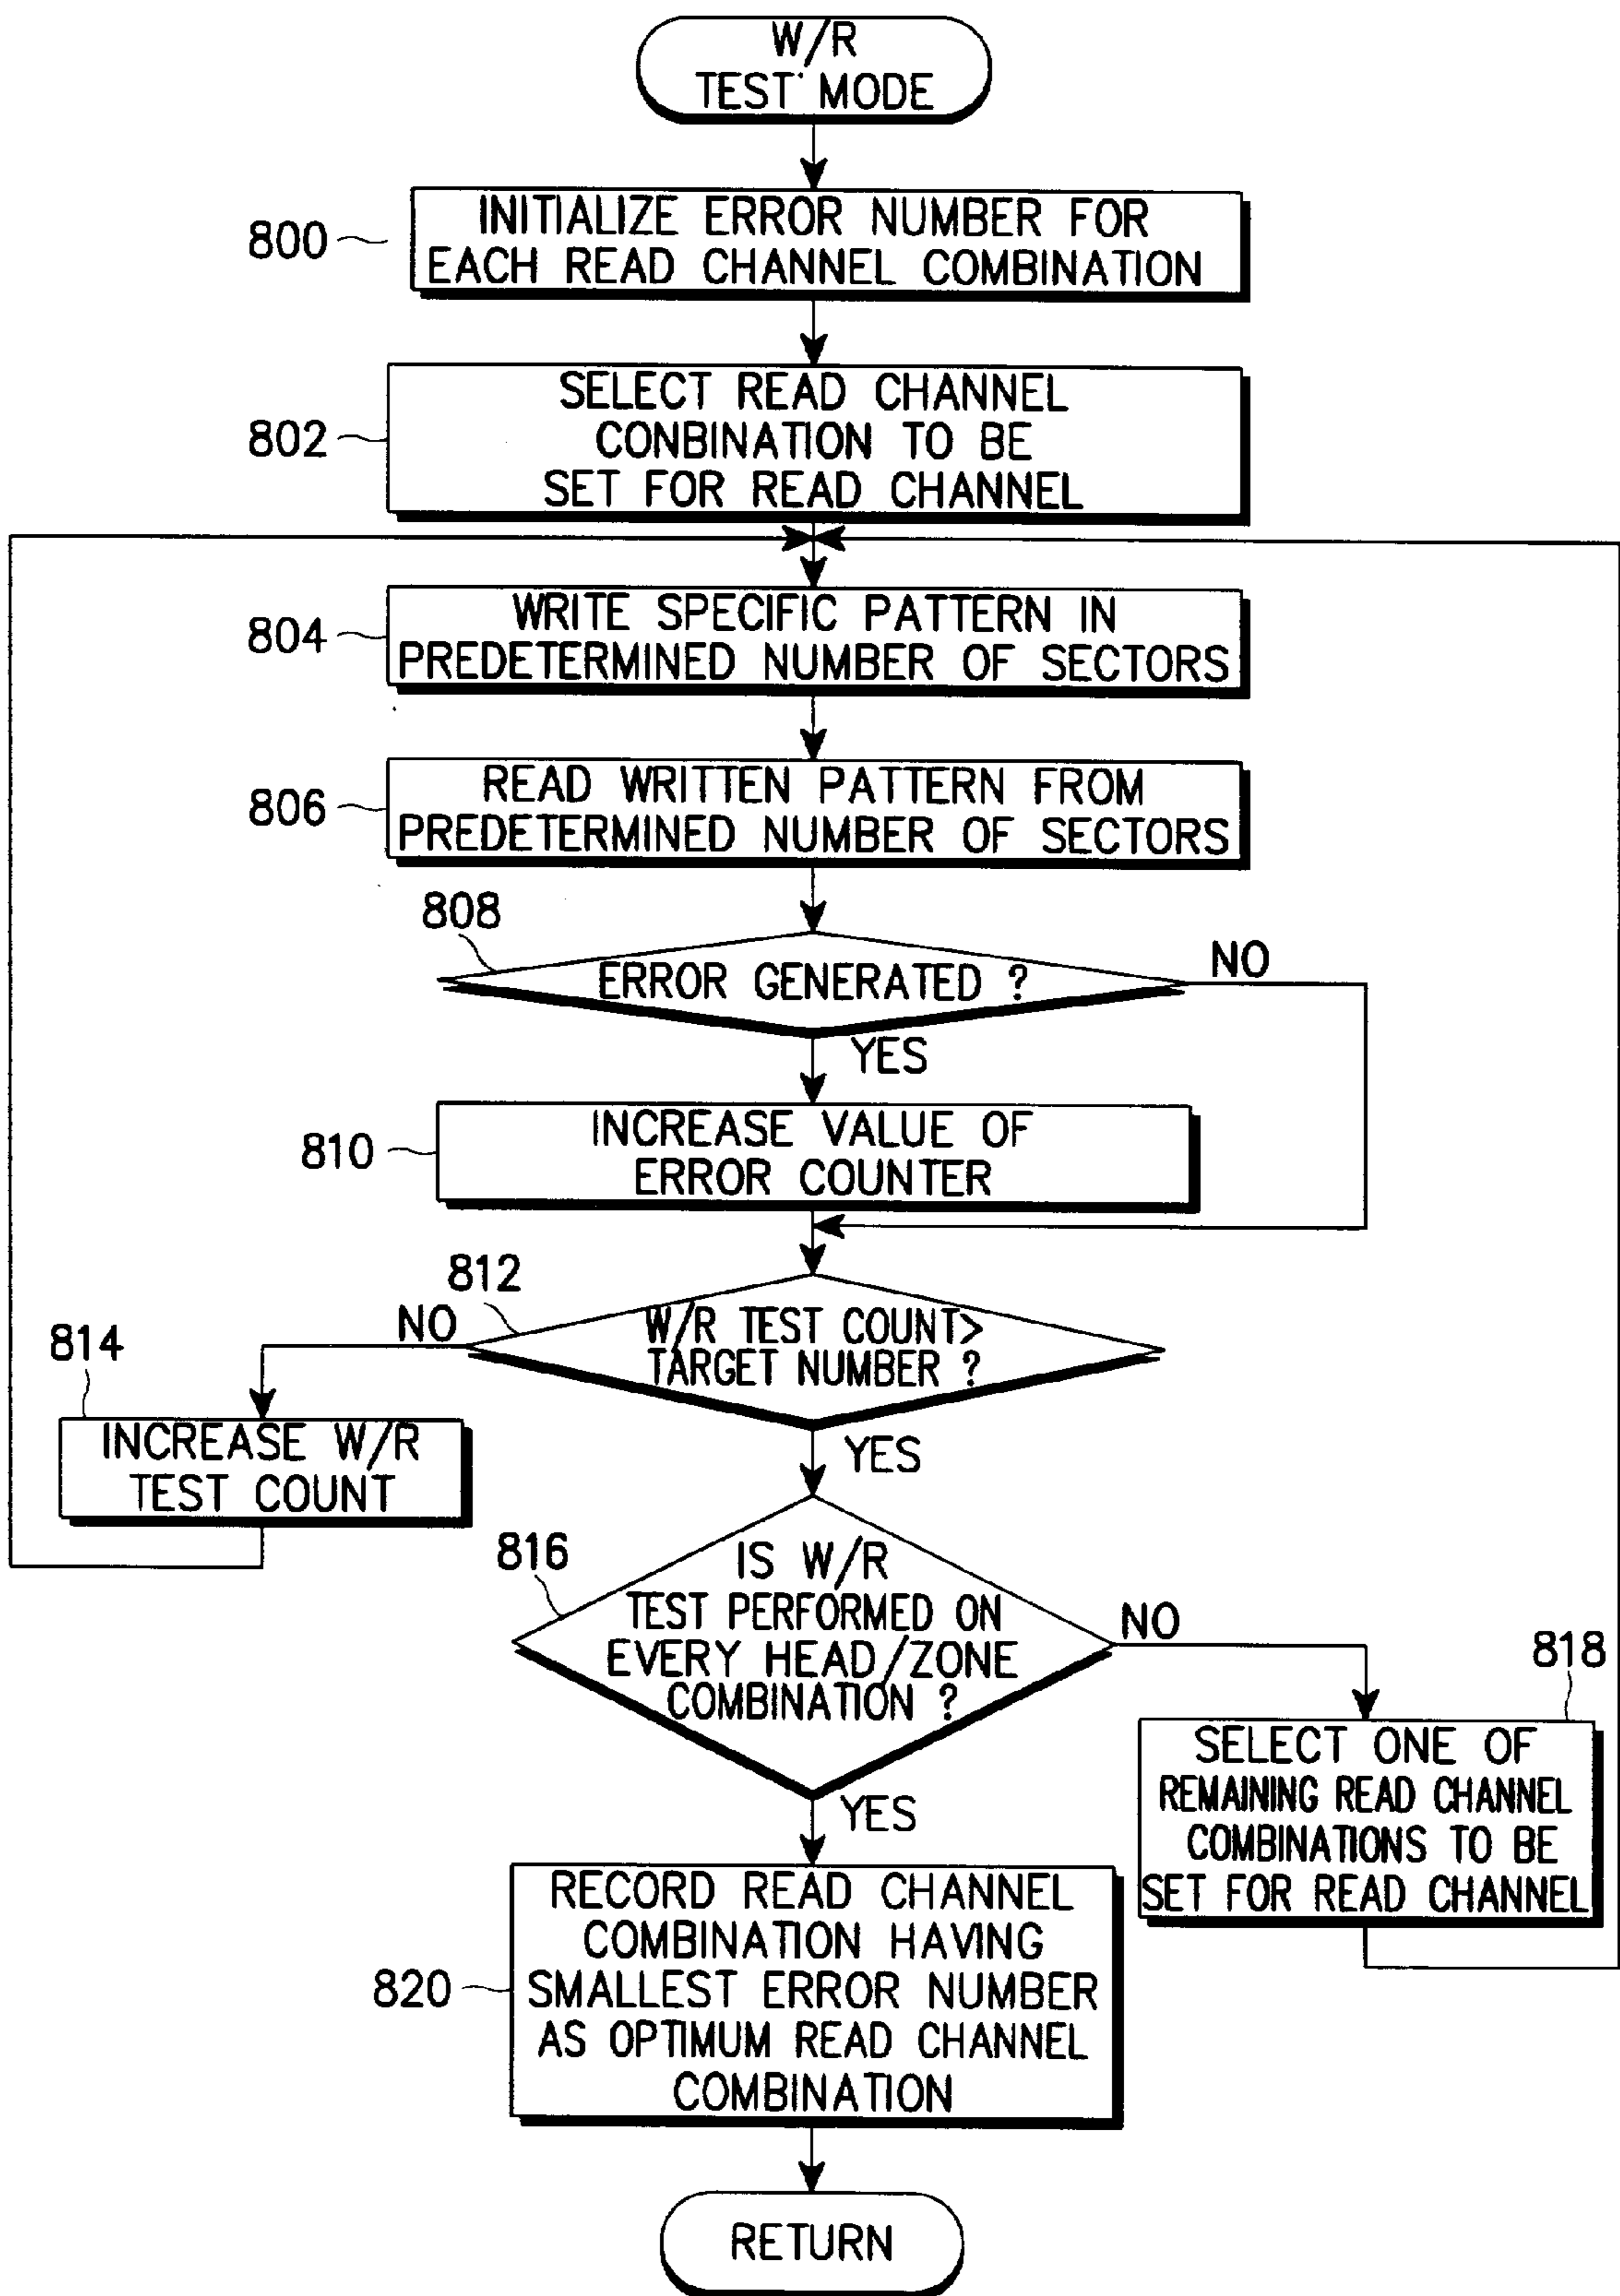 W/R
TEST MODE
800
INITIALIZE ERROR NUMBER FOR
EACH READ CHANNEL COMBINATION
802
SELECT READ CHANNEL
CONBINATION TO BE
SET FOR READ CHANNEL
804
WRITE SPECIFIC PATTERN IN
PREDETERMINED NUMBER OF SECTORS
806
READ WRITTEN PATTERN FROM
PREDETERMINED NUMBER OF SECTORS
808
ERROR GENERATED ?
NO
YES
810
INCREASE VALUE OF
ERROR COUNTER
812
NO
W/R TEST COUNT>
TARGET NUMBER ?
814
INCREASE W/R
TEST COUNT
YES
816
IS W/R
TEST PERFORMED ON
EVERY HEAD/ZONE
COMBINATION ?
NO
818
SELECT ONE OF
REMAINING READ CHANNEL
COMBINATIONS TO BE
SET FOR READ CHANNEL
YES
820
RECORD READ CHANNEL
COMBINATION HAVING
SMALLEST ERROR NUMBER
AS OPTIMUM READ CHANNEL
COMBINATION
RETURN